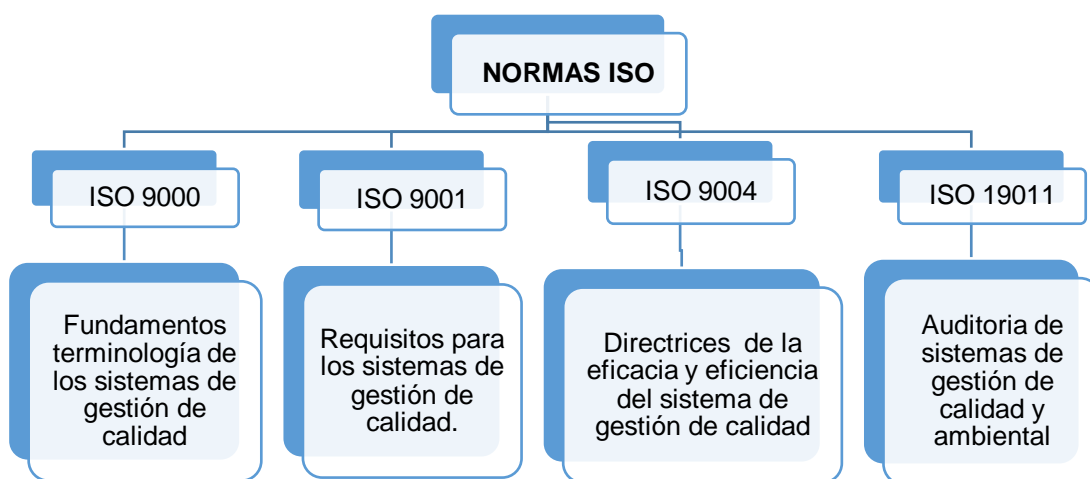 NORMAS ISO
ISO 9000
ISO 9001
ISO 9004
ISO 19011
Fundamentos
terminología de
los sistemas de
gestión de
calidad
Requisitos para
los sistemas de
gestión de
calidad.
Directrices de la
eficacia y eficiencia
del sistema de
gestión de calidad
Auditoria de
sistemas de
gestión de
calidad y
ambiental